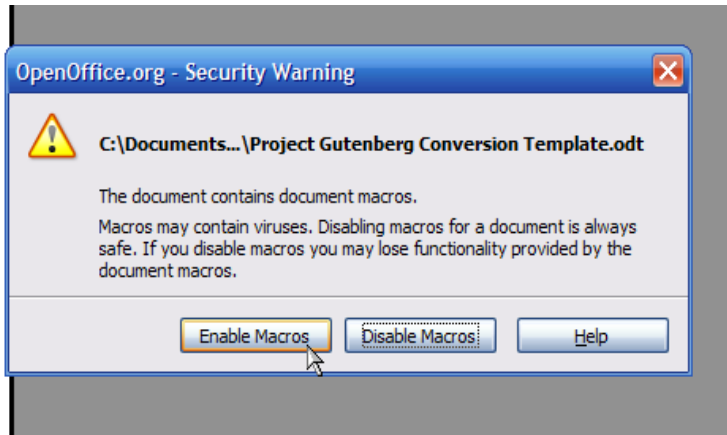 OpenOffice.org - Security Warning
C:\Documents...\Project Gutenberg Conversion Template.odt
The document contains document macros.
Macros may contain viruses. Disabling macros for a document is always
safe. If you disable macros you may lose functionality provided by the
document macros.
Enable Macros Disable Macros Help